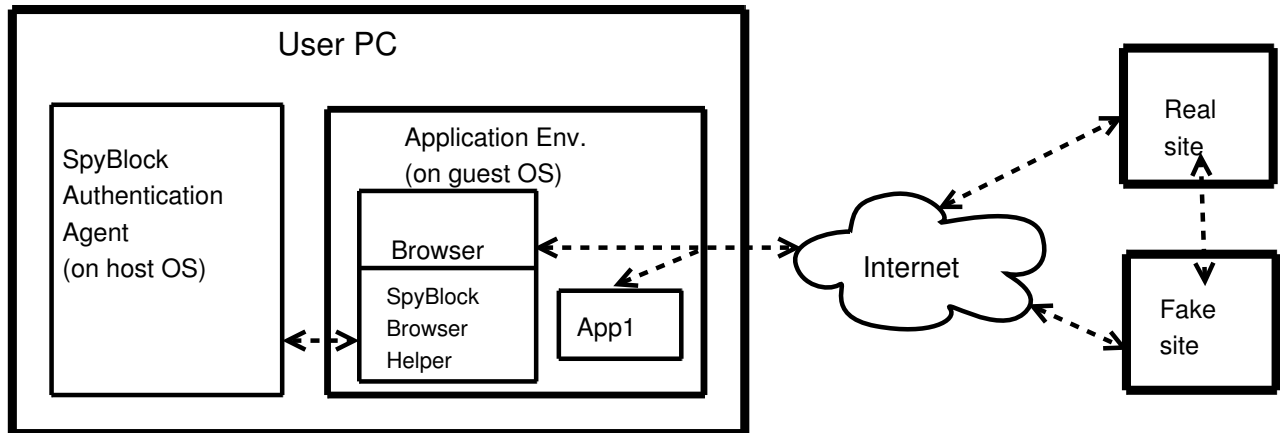 User PC
SpyBlock
Authentication
Agent
(on host OS)
Application Env.
(on guest OS)
Browser
SpyBlock
Browser
Helper
App1
Internet
Real
site
Fake
site